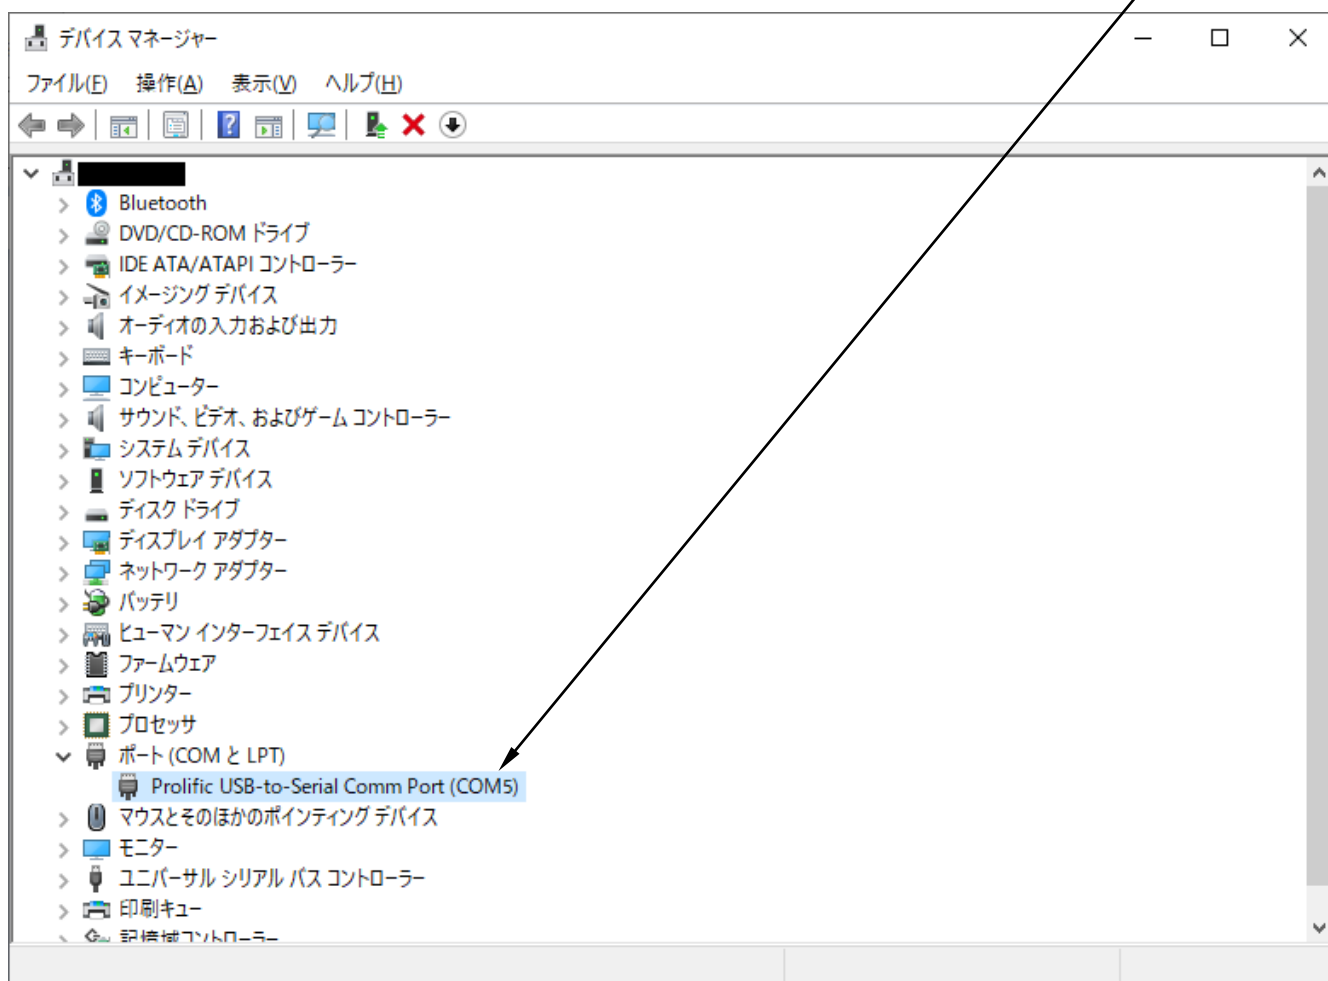 デバイス マネージャー
ファイル(F) 操作(A) 表示(V) ヘルプ(H)
Bluetooth
DVD/CD-ROM ドライブ
IDE ATA/ATAPI コントローラー
イメージング デバイス
オーディオの入力および出力
キーボード
コンピューター
サウンド、ビデオ、およびゲーム コントローラー
システム デバイス
ソフトウェア デバイス
ディスク ドライブ
ディスプレイ アダプター
ネットワーク アダプター
バッテリ
ヒューマン インターフェイス デバイス
ファームウェア
プリンター
プロセッサ
ポート (COM と LPT)
Prolific USB-to-Serial Comm Port (COM5)
マウスとそのほかのポインティング デバイス
モニター
ユニバーサル シリアル バス コントローラー
印刷キュー
記憶域コントローラー